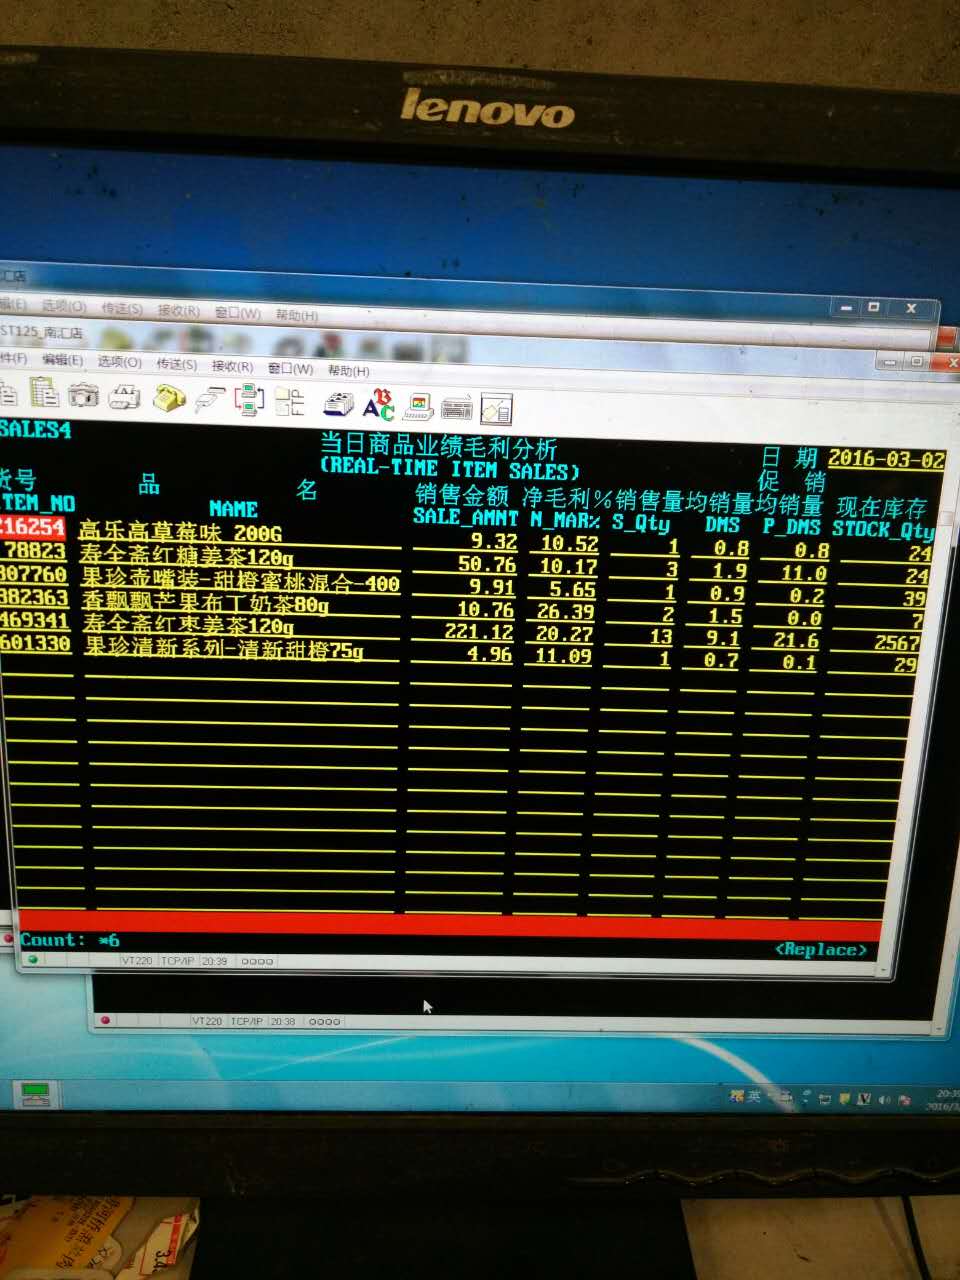 lenovo
汇店
辑(E) 选项(O) 传送(S) 接收(R) 窗口(W) 帮助(H)
ST125_南汇店
件(F) 编辑(E) 选项(O) 传送(S) 接收(R) 窗口(W) 帮助(H)
FTP
ABC
SALES4
当日商品业绩毛利分析
(REAL-TIME ITEM SALES)
日 期 2016-03-02
促 销
货号 品 名 销售金额 净毛利% 销售量 均销量 均销量 现在库存
ITEM_NO NAME SALE_AMNT N_MAR% S_Qty DMS P_DMS STOCK_Qty
216254 高乐高草莓味 200G 9.32 10.52 1 0.8 0.8 24
78823 寿全斋红糖姜茶120g 50.76 10.17 3 1.9 11.0 24
307760 果珍壶嘴装-甜橙蜜桃混合-400 9.91 5.65 1 0.9 0.2 39
382363 香飘飘芒果布丁奶茶80g 10.76 26.39 2 1.5 0.0 7
469341 寿全斋红枣姜茶120g 221.12 20.27 13 9.1 21.6 2567
601330 果珍清新系列-清新甜橙75g 4.96 11.09 1 0.7 0.1 29
Count: *6
<Replace>
VT220 TCP/IP 20:39
VT220 TCP/IP 20:38
英
20:39
2016/3/